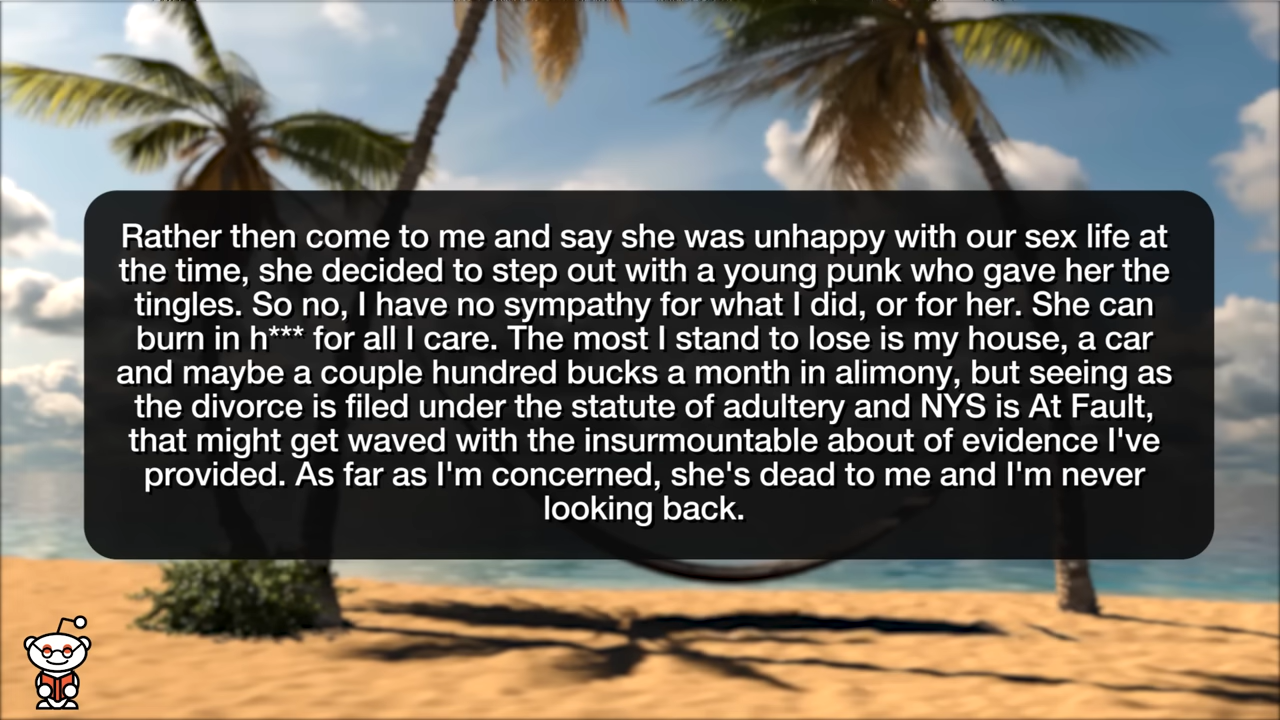 Rather then come to me and say she was unhappy with our sex life at
the time, she decided to step out with a young punk who gave her the
tingles. So no, I have no sympathy for what I did, or for her. She can
burn in h*** for all I care. The most I stand to lose is my house, a car
and maybe a couple hundred bucks a month in alimony, but seeing as
the divorce is filed under the statute of adultery and NYS is At Fault,
that might get waved with the insurmountable about of evidence I've
provided. As far as I'm concerned, she's dead to me and I'm never
looking back.